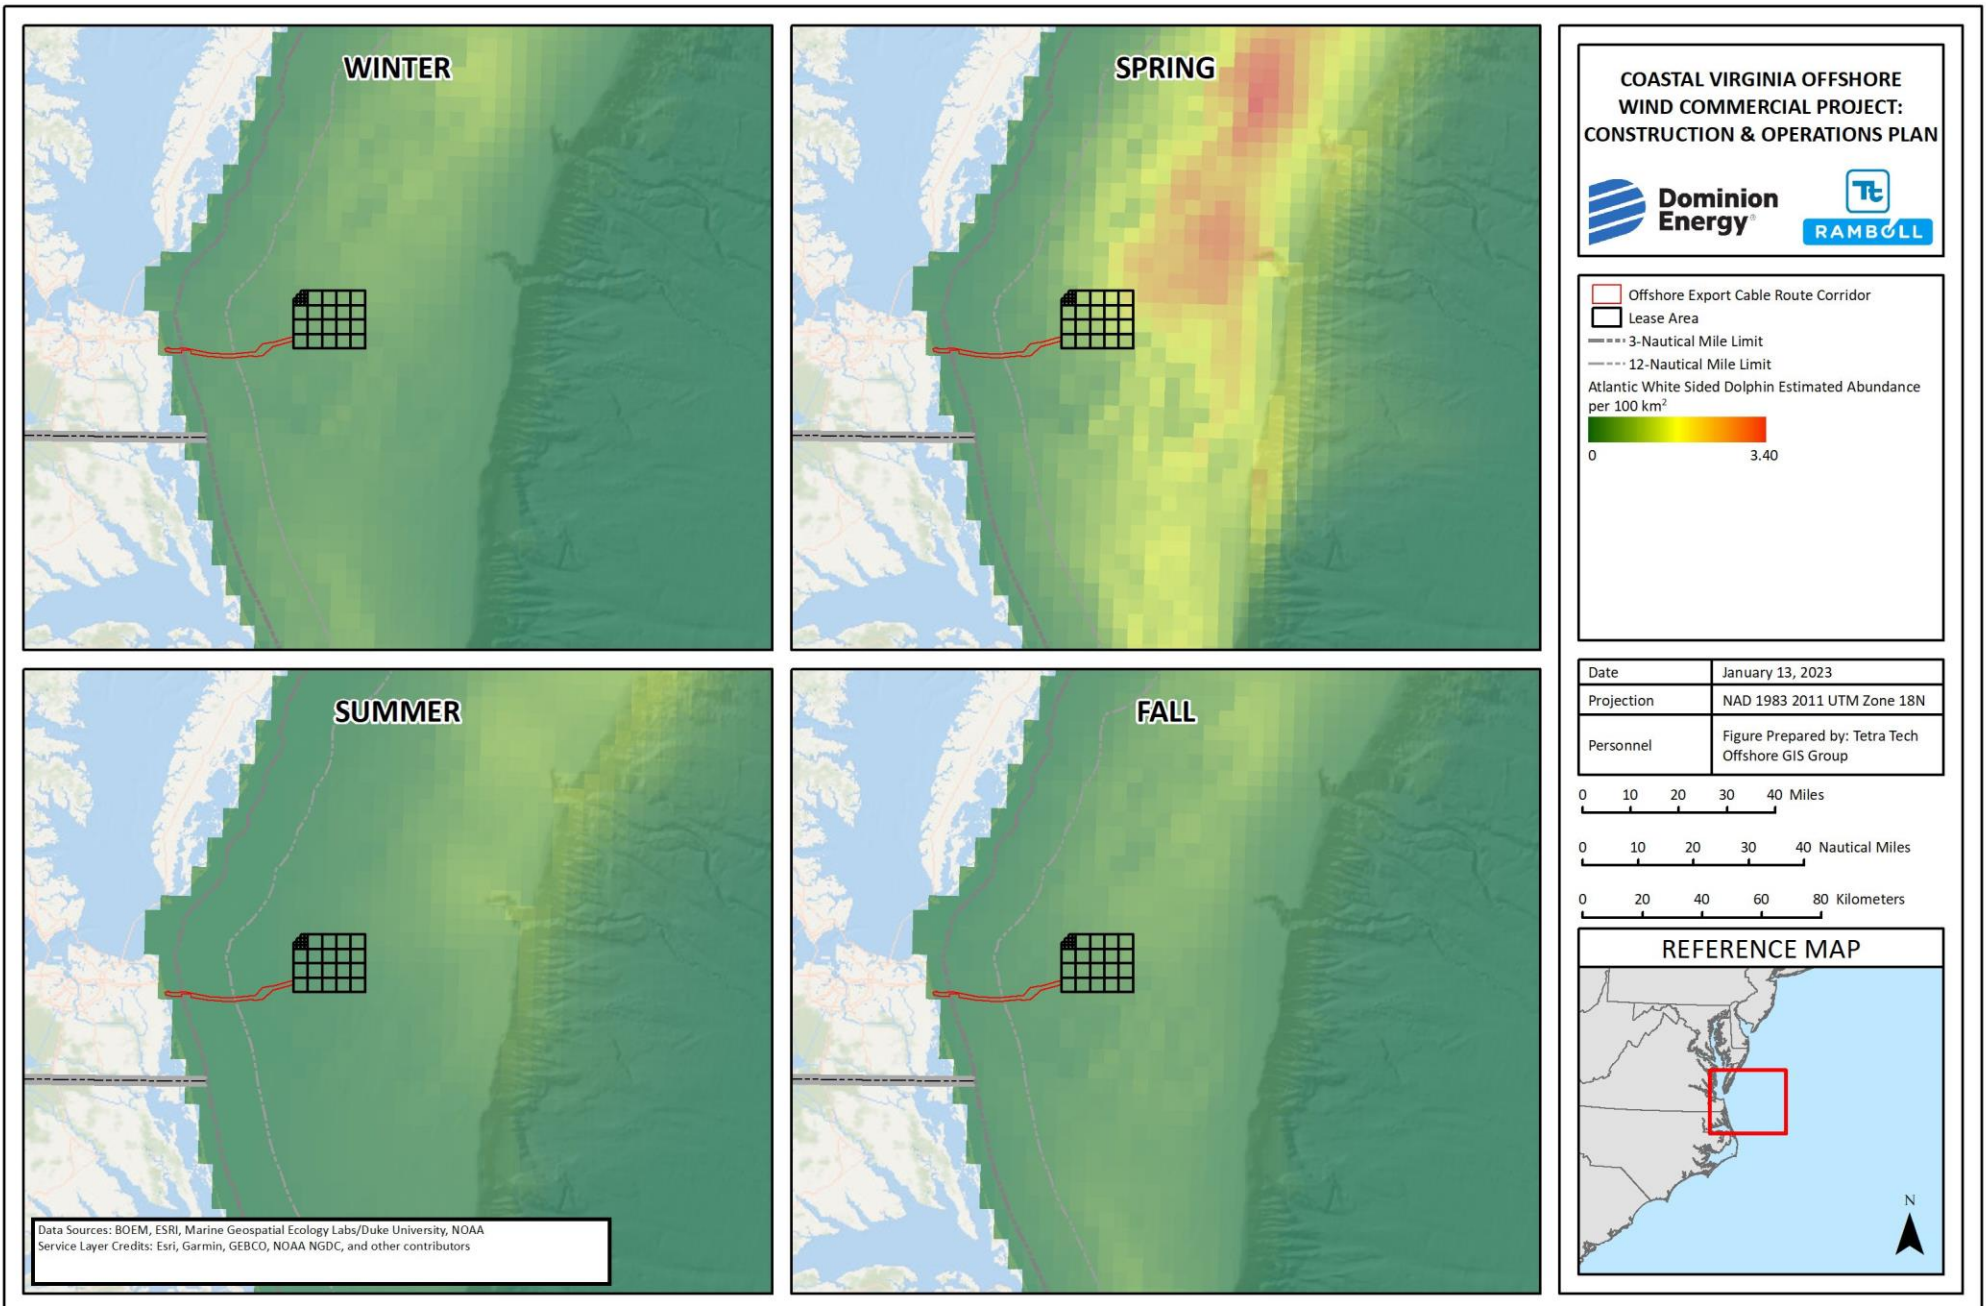 WINTER
SPRING
SUMMER
FALL
Data Sources: BOEM, ESRI, Marine Geospatial Ecology Labs/Duke University, NOAA
Service Layer Credits: Esri, Garmin, GEBCO, NOAA NGDC, and other contributors
COASTAL VIRGINIA OFFSHORE
WIND COMMERCIAL PROJECT:
CONSTRUCTION & OPERATIONS PLAN
Dominion
Energy®
Tt
RAMBOLL
Offshore Export Cable Route Corridor
Lease Area
3-Nautical Mile Limit
12-Nautical Mile Limit
Atlantic White Sided Dolphin Estimated Abundance
per 100 km²
0 3.40
Date January 13, 2023
Projection NAD 1983 2011 UTM Zone 18N
Personnel Figure Prepared by: Tetra Tech
Offshore GIS Group
0 10 20 30 40 Miles
0 10 20 30 40 Nautical Miles
0 20 40 60 80 Kilometers
REFERENCE MAP
N